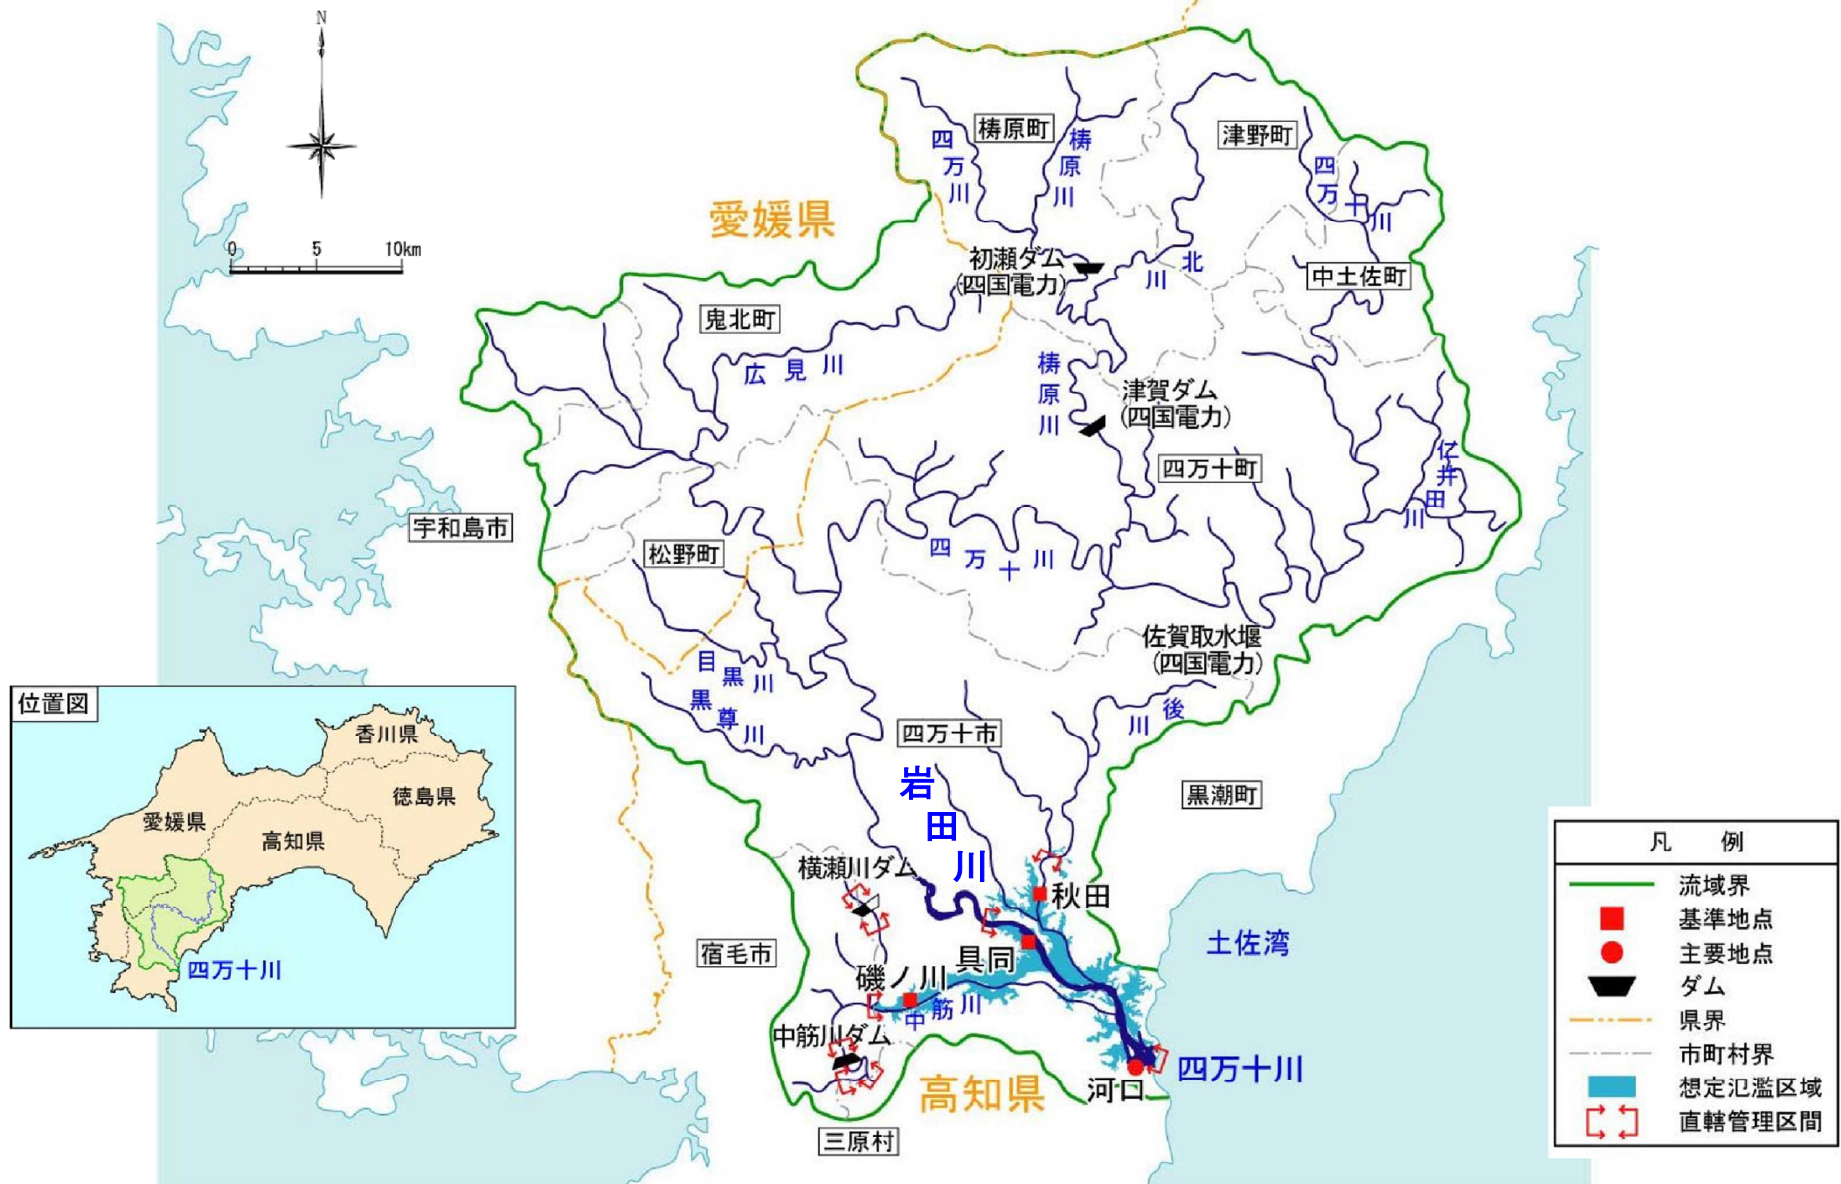 N
0 5 10km
愛媛県
四万川
梼原町
梼原川
津野町
四万十川
北川
中土佐町
初瀬ダム
(四国電力)
鬼北町
広見川
梼原川
津賀ダム
(四国電力)
四万十町
仁井田川
宇和島市
松野町
四万十川
佐賀取水堰
(四国電力)
目黒川
黒尊川
後川
四万十市
岩田川
黒潮町
横瀬川ダム
秋田
宿毛市
具同
磯ノ川
中筋川
中筋川ダム
土佐湾
四万十川
河口
高知県
三原村
位置図
香川県
徳島県
愛媛県
高知県
四万十川
凡 例
流域界
基準地点
主要地点
ダム
県界
市町村界
想定氾濫区域
直轄管理区間